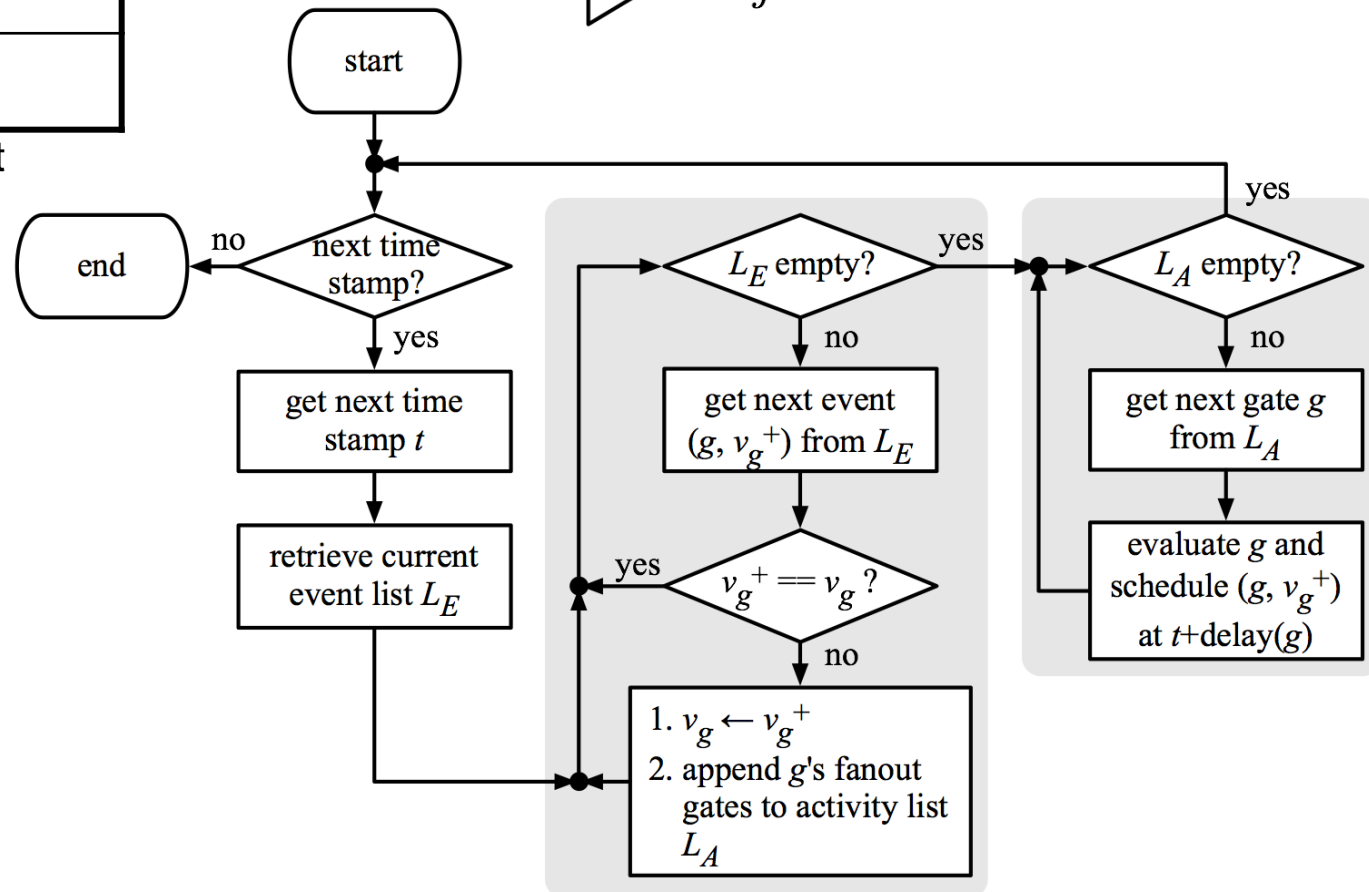 start
t
yes
end
no
next time
stamp?
L_E empty?
yes
L_A empty?
yes
no
no
get next time
stamp t
get next event
(g, v_g^+) from L_E
get next gate g
from L_A
retrieve current
event list L_E
yes
v_g^+ == v_g ?
evaluate g and
schedule (g, v_g^+)
at t+delay(g)
no
1. v_g ← v_g^+
2. append g's fanout
gates to activity list
L_A